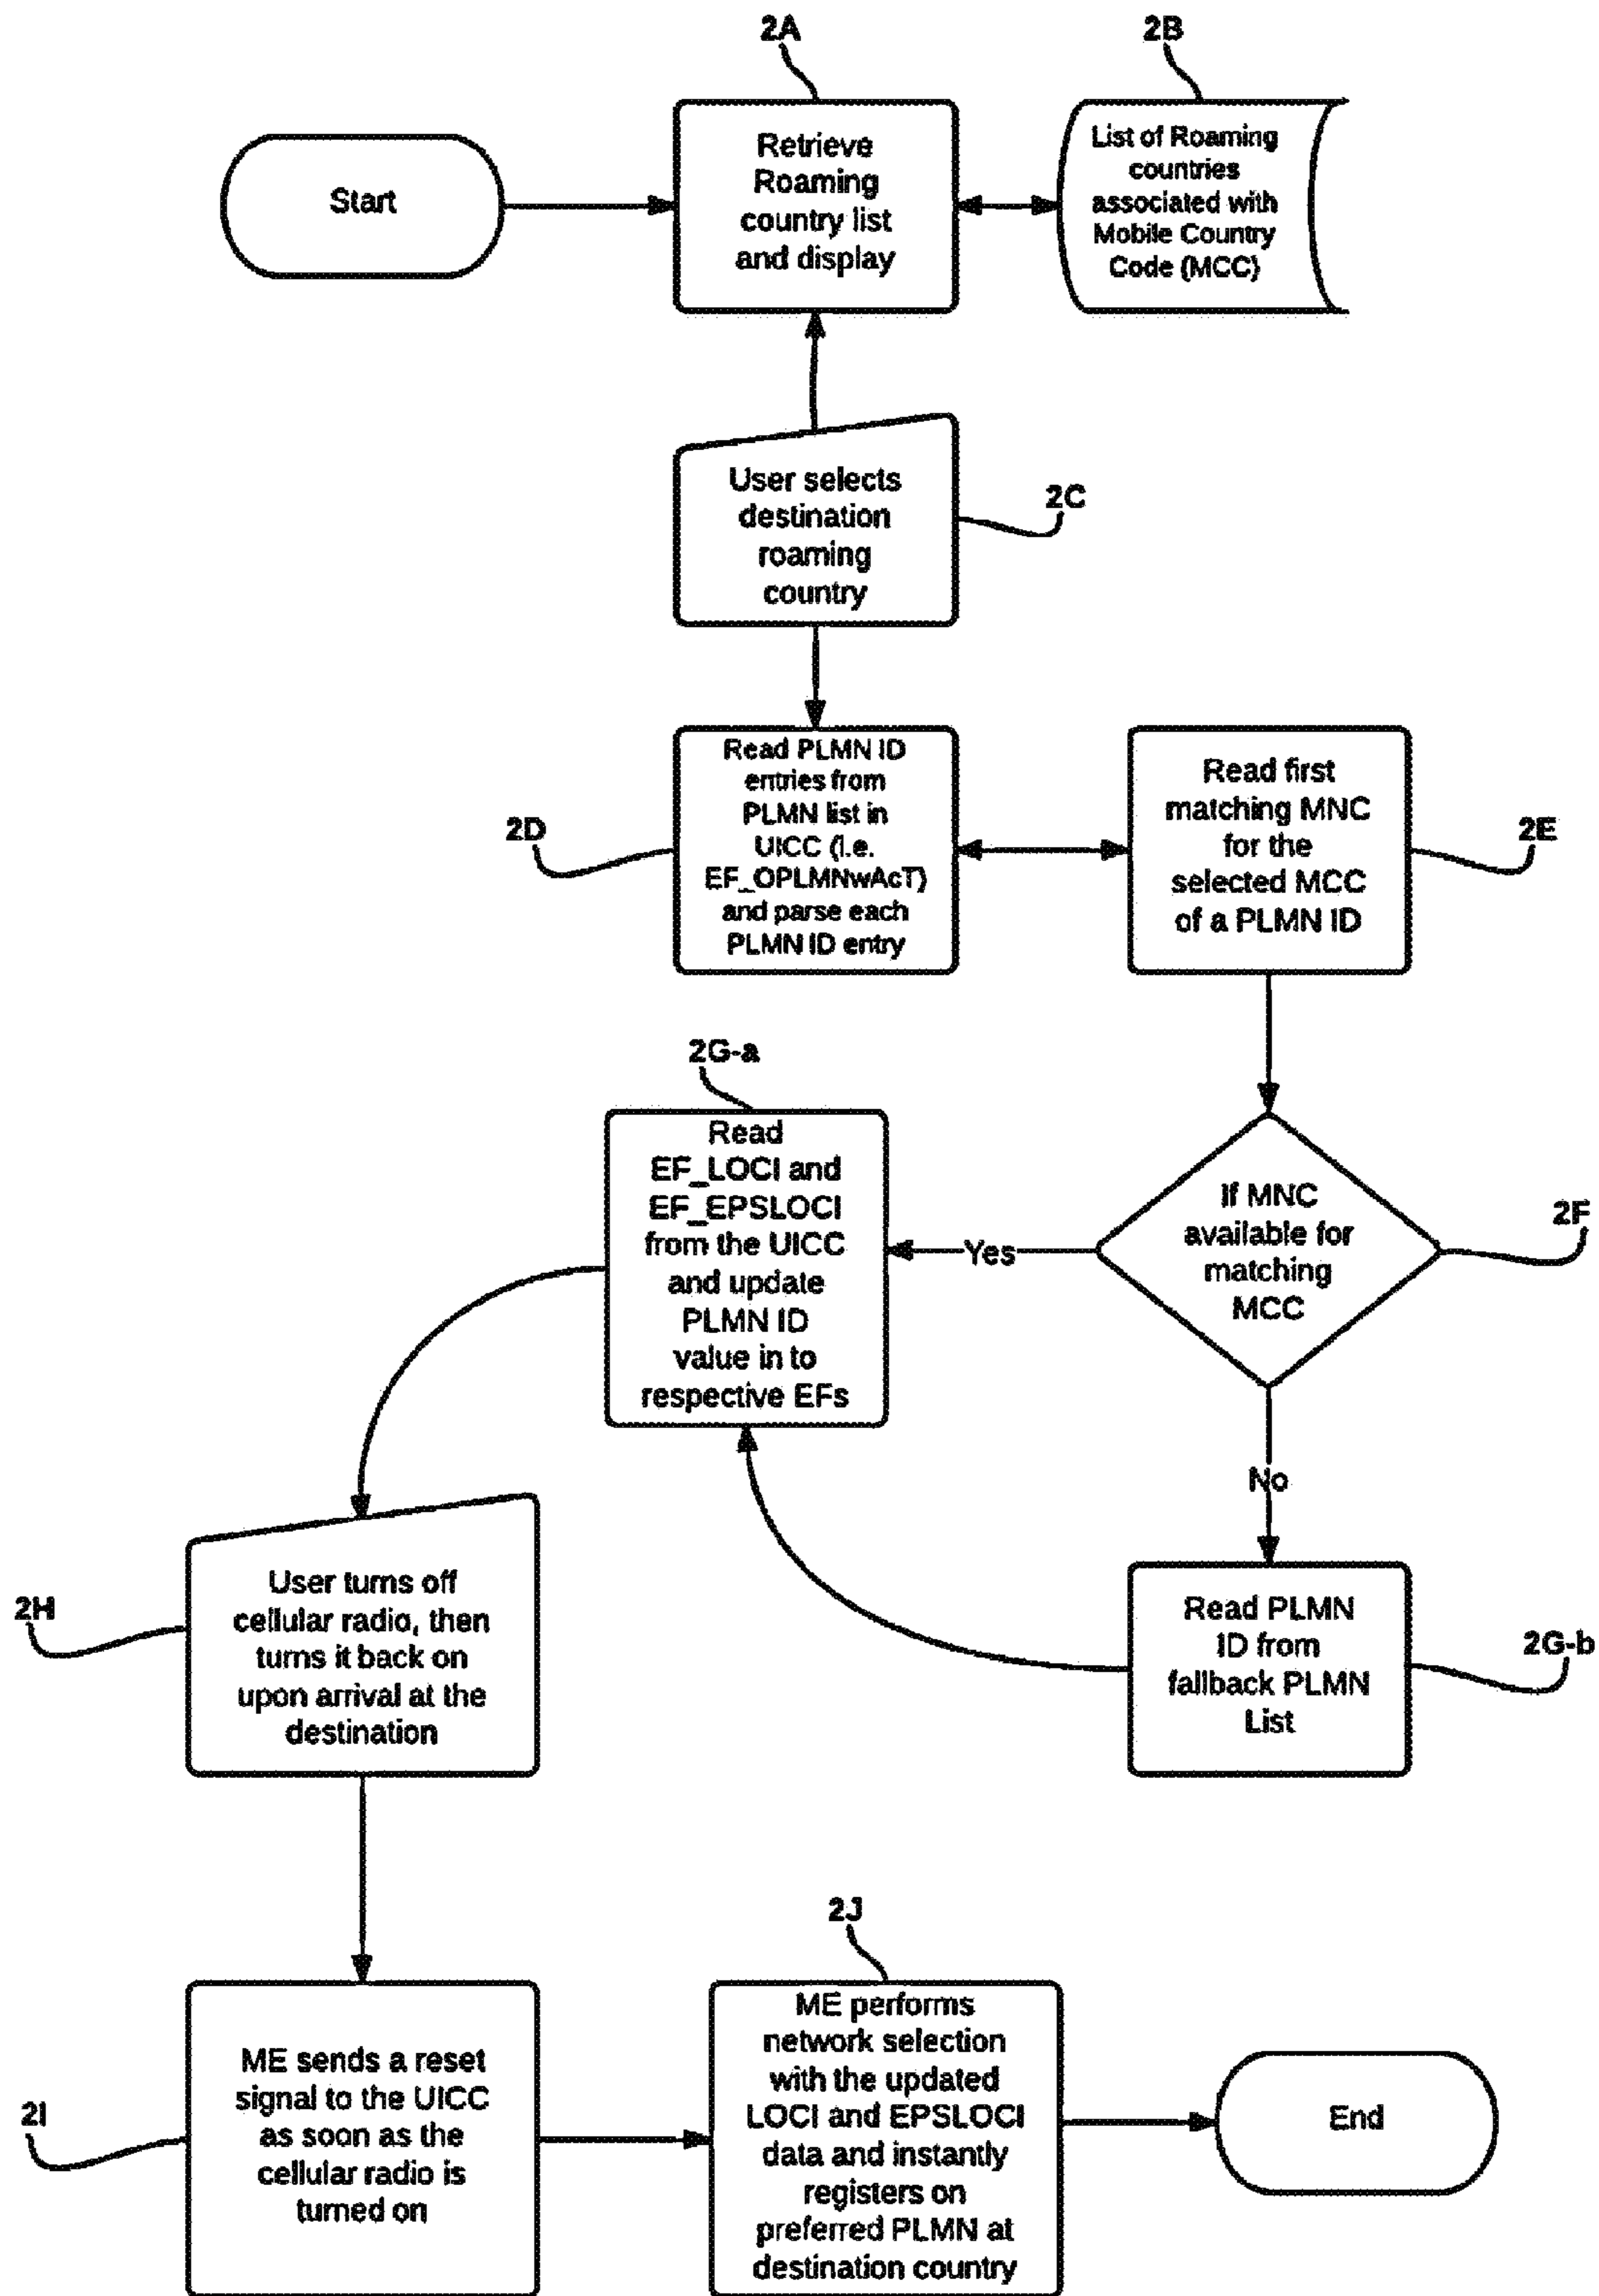 2A
2B
Start
Retrieve
Roaming
country list
and display
List of Roaming
countries
associated with
Mobile Country
Code (MCC)
User selects
destination
roaming
country
2C
2D
Read PLMN ID
entries from
PLMN list in
UICC (i.e.
EF_OPLMNwAcT)
and parse each
PLMN ID entry
Read first
matching MNC
for the
selected MCC
of a PLMN ID
2E
2G-a
Read
EF_LOCI and
EF_EPSLOCI
from the UICC
and update
PLMN ID
value in to
respective EFs
Yes
If MNC
available for
matching
MCC
2F
No
2H
User turns off
cellular radio, then
turns it back on
upon arrival at the
destination
Read PLMN
ID from
fallback PLMN
List
2G-b
2I
ME sends a reset
signal to the UICC
as soon as the
cellular radio is
turned on
2J
ME performs
network selection
with the updated
LOCI and EPSLOCI
data and instantly
registers on
preferred PLMN at
destination country
End